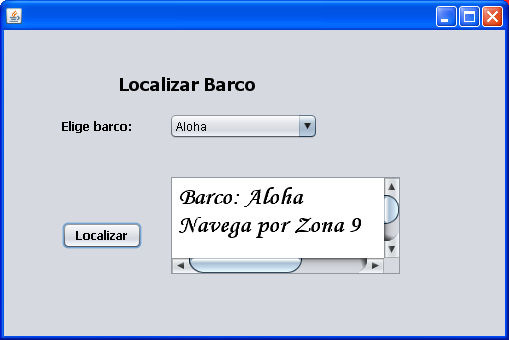 Localizar Barco
Elige barco:
Aloha
Barco: Aloha
Navega por Zona 9
Localizar